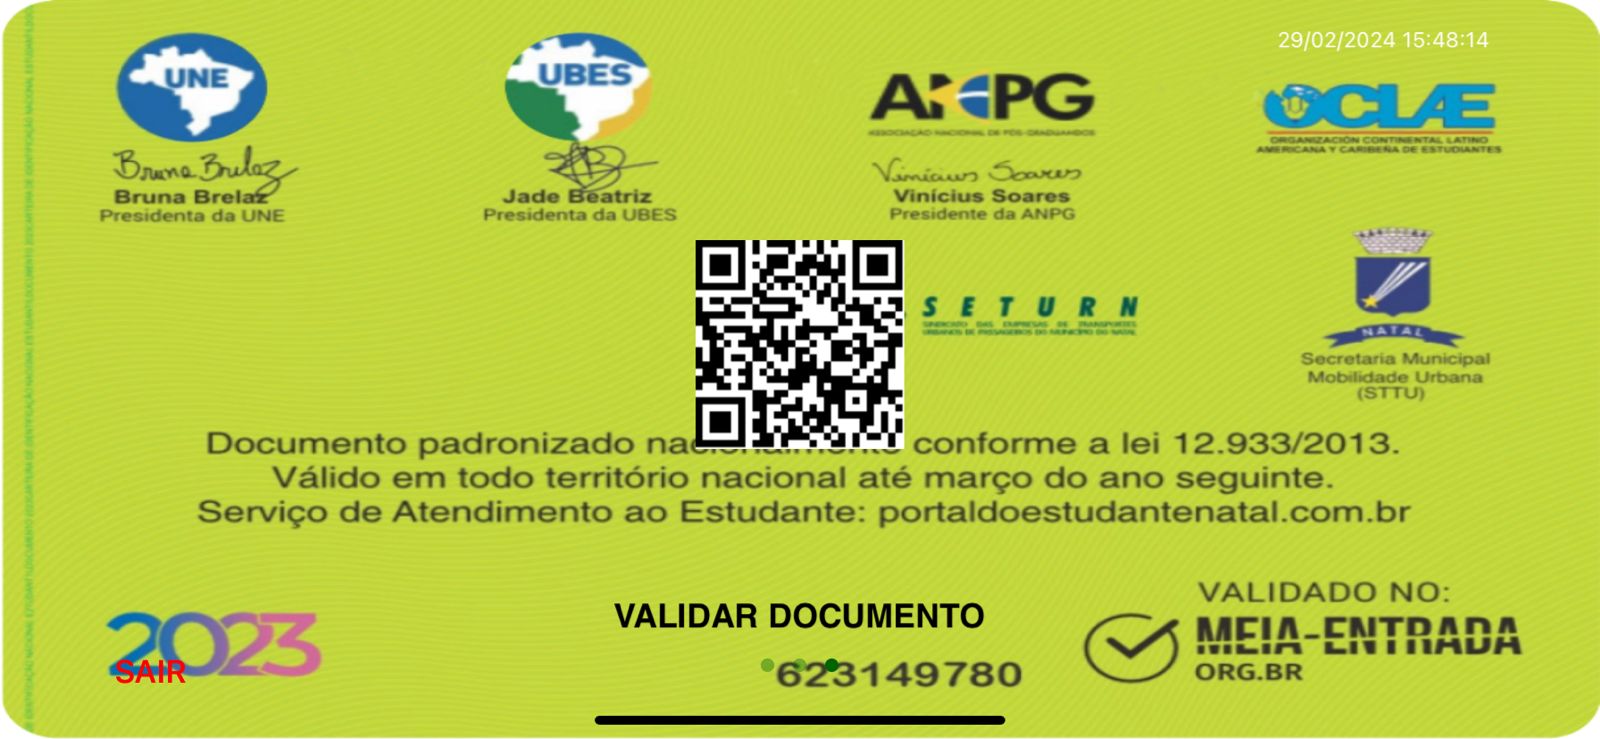 29/02/2024 15:48:14
UNE
UBES
ANPG
ASSOCIAÇÃO NACIONAL DE PÓS-GRADUANDOS
OCLAE
ORGANIZACIÓN CONTINENTAL LATINO
AMERICANA Y CARIBEÑA DE ESTUDIANTES
Bruna Brelaz
Bruna Brelaz
Presidenta da UNE
Jade Beatriz
Presidenta da UBES
Vinícius Soares
Vinícius Soares
Presidente da ANPG
SETURN
SINDICATO DAS EMPRESAS DE TRANSPORTES
URBANOS DE PASSAGEIROS DO MUNICÍPIO DO NATAL
NATAL
Secretaria Municipal
Mobilidade Urbana
(STTU)
Documento padronizado conforme a lei 12.933/2013.
Válido em todo território nacional até março do ano seguinte.
Serviço de Atendimento ao Estudante: portaldoestudantenatal.com.br
2023
SAIR
VALIDAR DOCUMENTO
623149780
VALIDADO NO:
MEIA-ENTRADA
ORG.BR